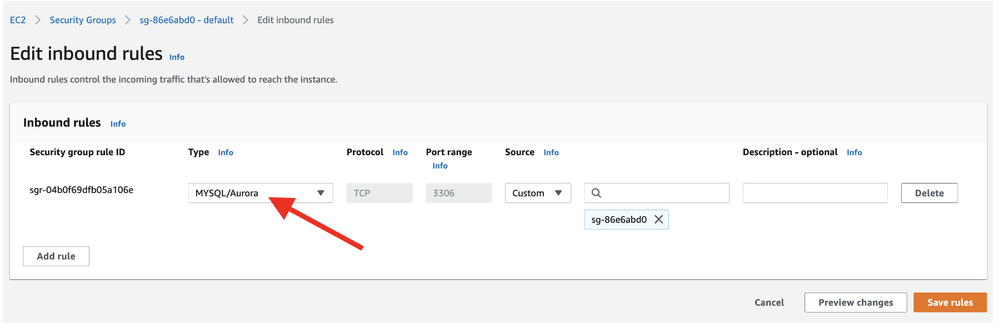 EC2 > Security Groups > sg-86e6abd0 - default > Edit inbound rules
Edit inbound rules Info
Inbound rules control the incoming traffic that's allowed to reach the instance.
Inbound rules Info
Security group rule ID Type Info Protocol Info Port range Info Source Info Description - optional Info
sgr-04b0f69dfb05a106e MYSQL/Aurora TCP 3306 Custom Delete
sg-86e6abd0
Add rule
Cancel Preview changes Save rules